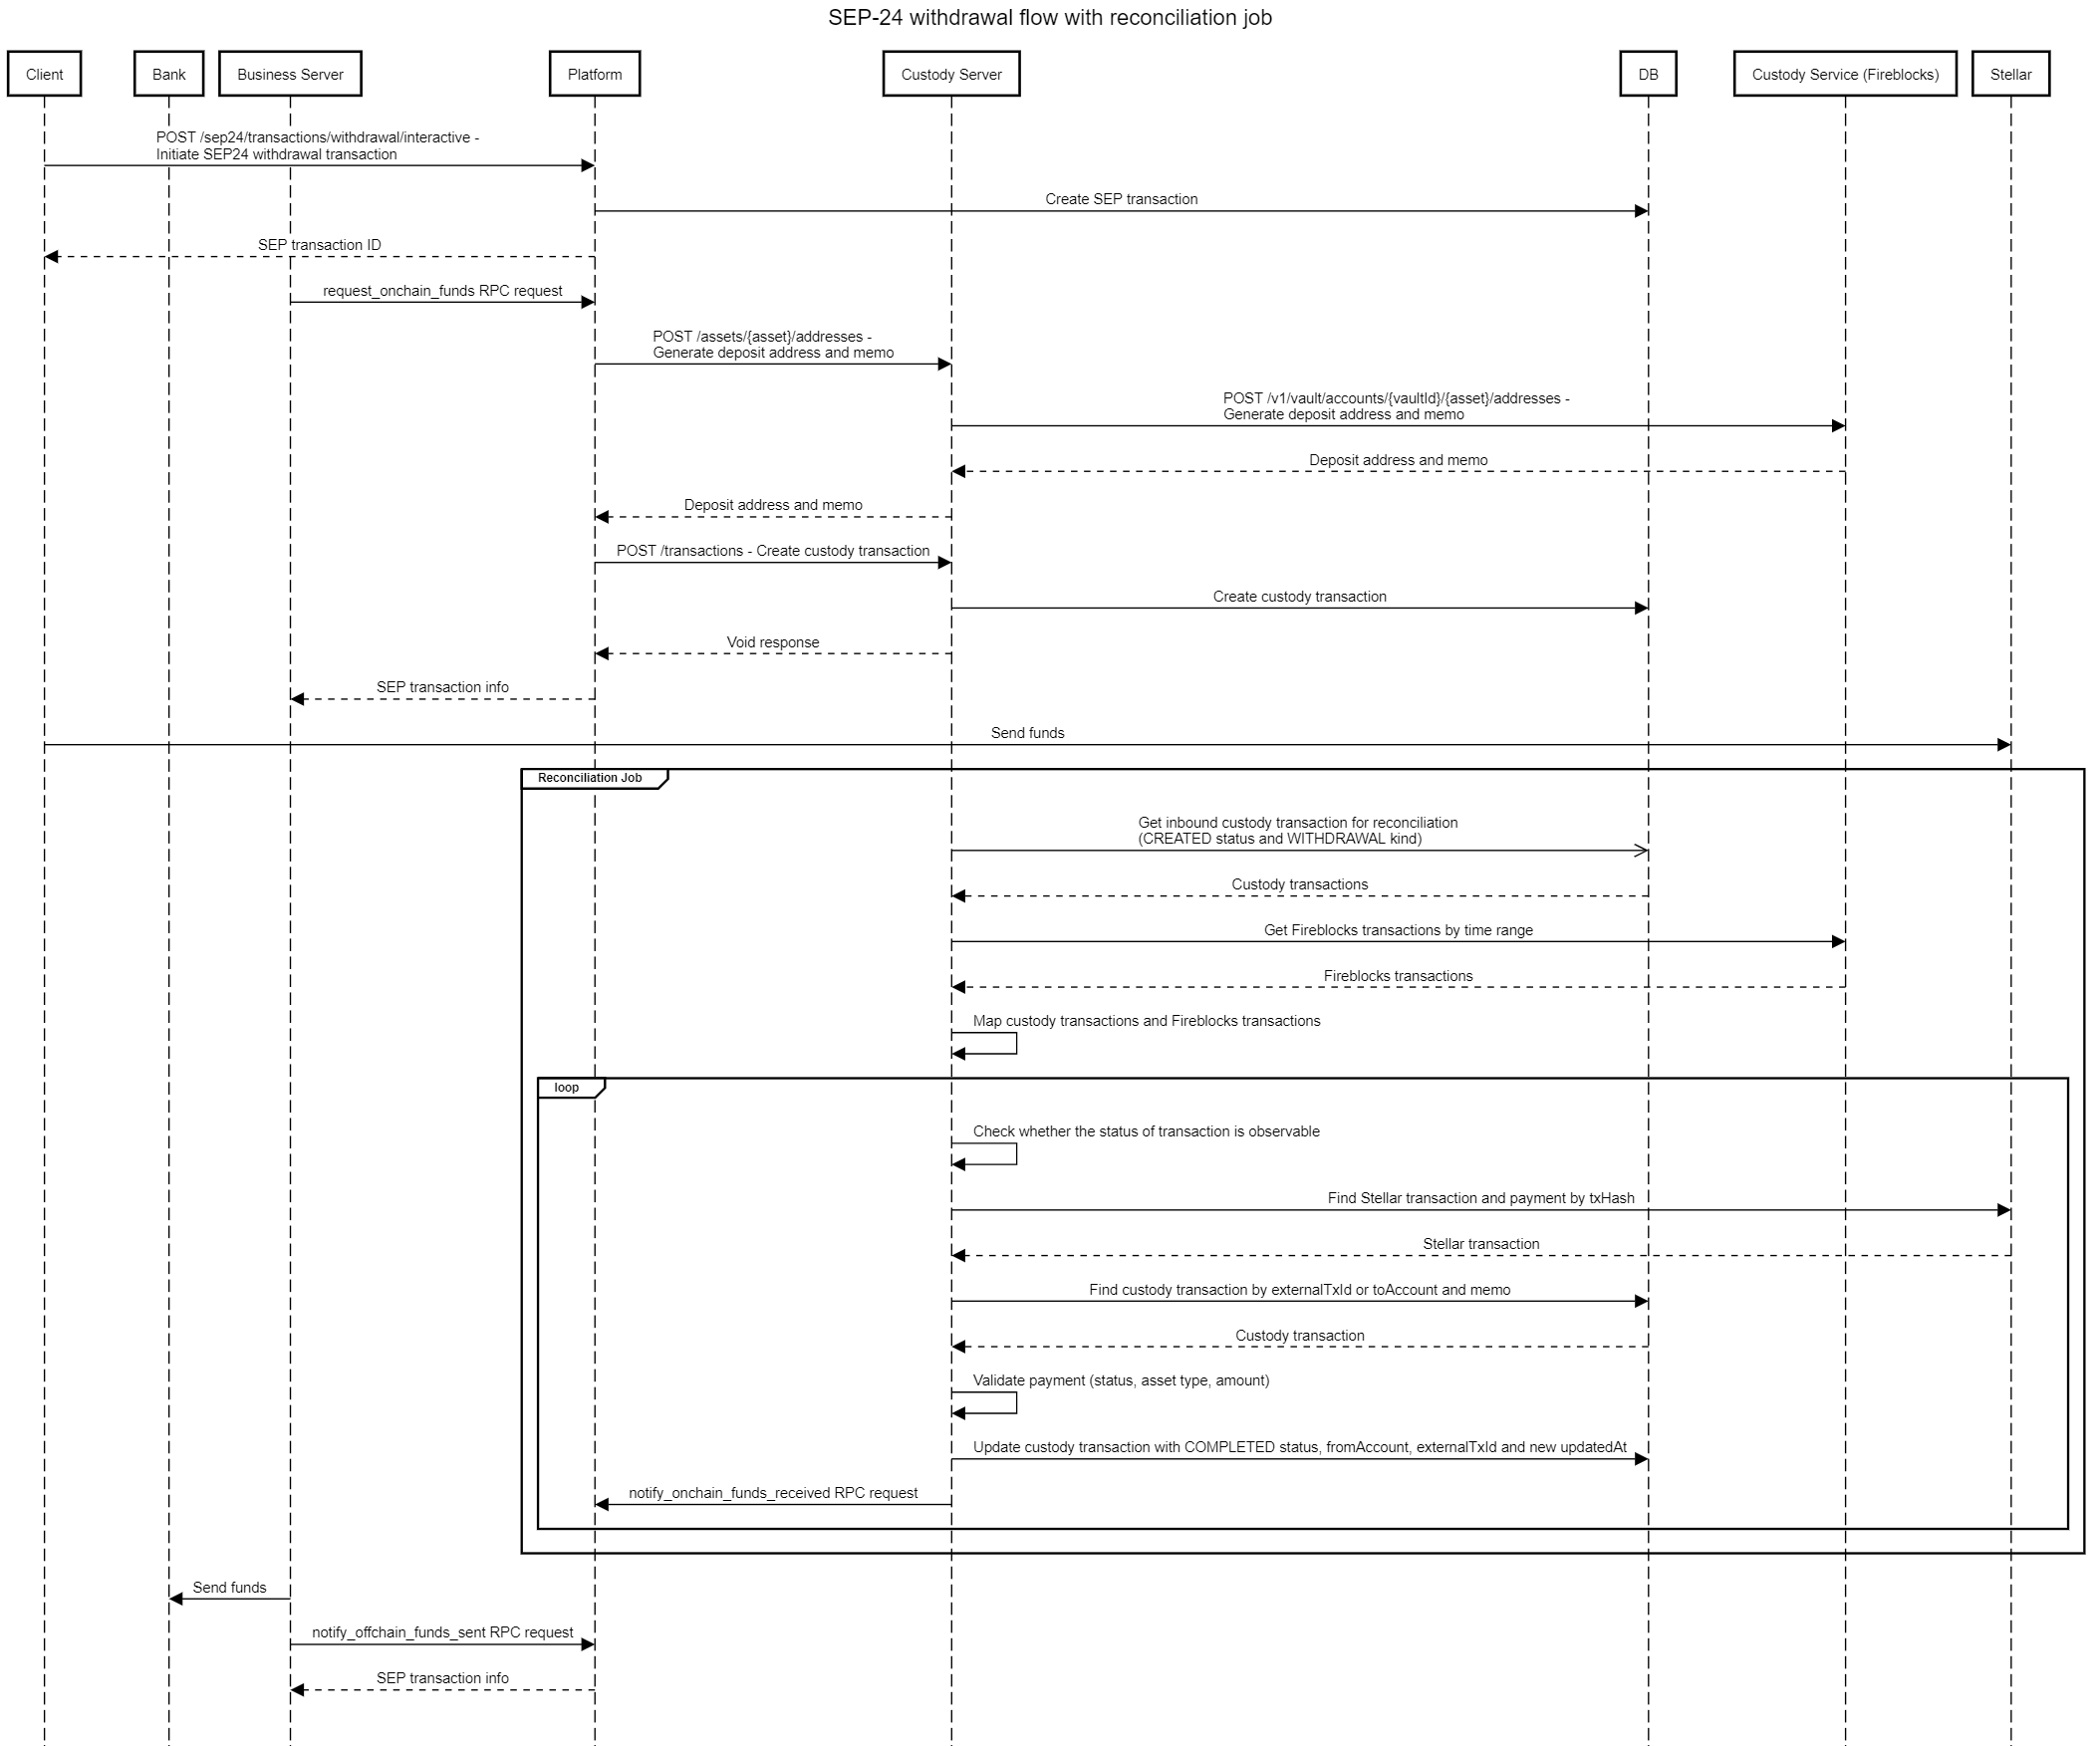 SEP-24 withdrawal flow with reconciliation job
Client
Bank
Business Server
Platform
Custody Server
DB
Custody Service (Fireblocks)
Stellar
POST /sep24/transactions/withdrawal/interactive -
Initiate SEP24 withdrawal transaction
Create SEP transaction
SEP transaction ID
request_onchain_funds RPC request
POST /assets/{asset}/addresses -
Generate deposit address and memo
POST /v1/vault/accounts/{vaultId}/{asset}/addresses -
Generate deposit address and memo
Deposit address and memo
Deposit address and memo
POST /transactions - Create custody transaction
Create custody transaction
Void response
SEP transaction info
Send funds
Reconciliation Job
Get inbound custody transaction for reconciliation
(CREATED status and WITHDRAWAL kind)
Custody transactions
Get Fireblocks transactions by time range
Fireblocks transactions
Map custody transactions and Fireblocks transactions
loop
Check whether the status of transaction is observable
Find Stellar transaction and payment by txHash
Stellar transaction
Find custody transaction by externalTxId or toAccount and memo
Custody transaction
Validate payment (status, asset type, amount)
Update custody transaction with COMPLETED status, fromAccount, externalTxId and new updatedAt
notify_onchain_funds_received RPC request
Send funds
notify_offchain_funds_sent RPC request
SEP transaction info